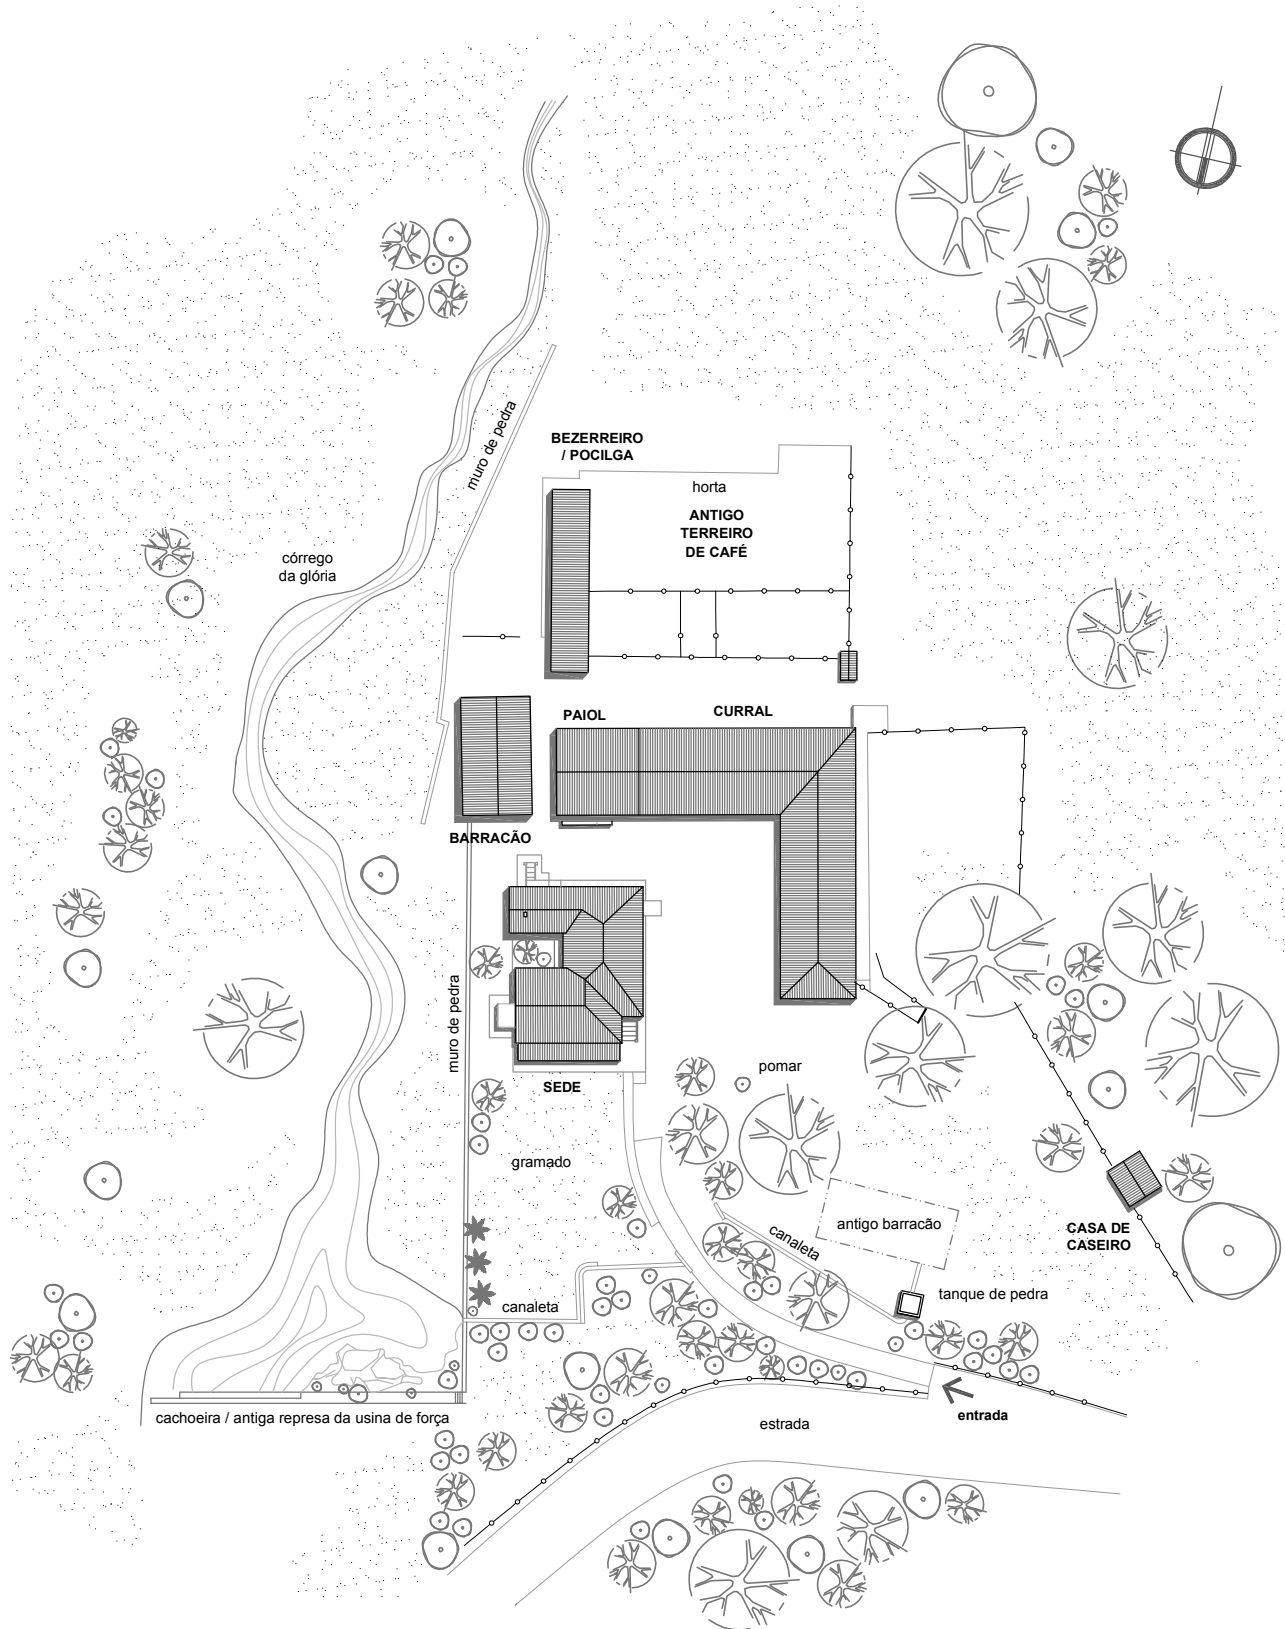 BEZERREIRO
/ POCILGA
muro de pedra
horta
ANTIGO
TERREIRO
DE CAFÉ
córrego
da glória
PAIOL
CURRAL
BARRACÃO
muro de pedra
pomar
SEDE
gramado
canaleta
antigo barracão
CASA DE
CASEIRO
tanque de pedra
canaleta
cachoeira / antiga represa da usina de força
entrada
estrada